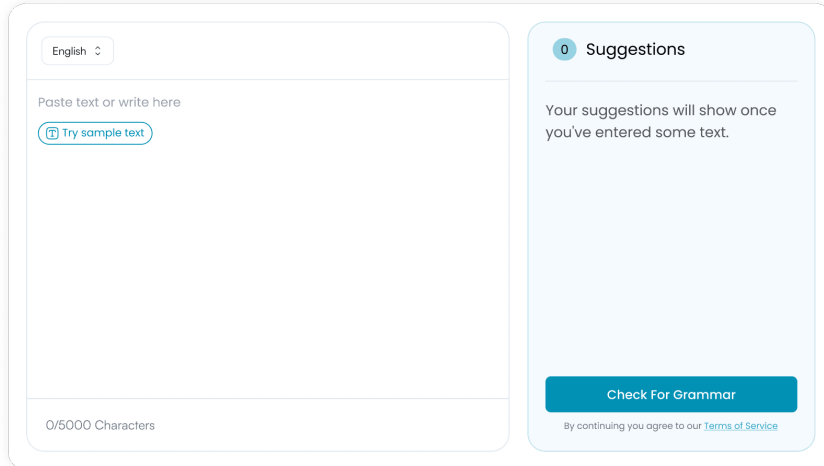 English
Paste text or write here
Try sample text
0/5000 Characters
0 Suggestions
Your suggestions will show once
you've entered some text.
Check For Grammar
By continuing you agree to our Terms of Service